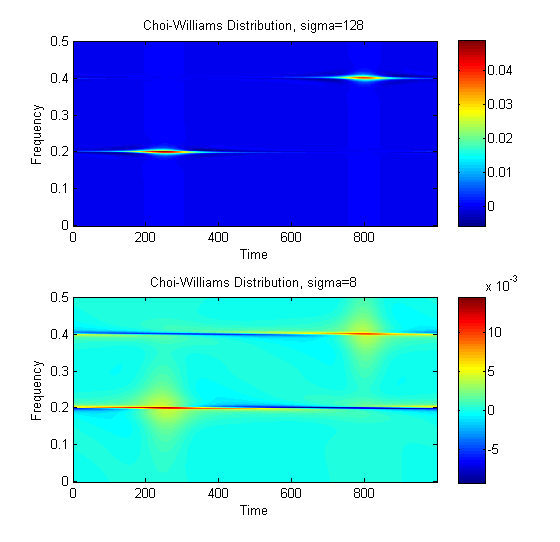 Choi-Williams Distribution, sigma=128
0.5
0.4
0.3
0.2
0.1
0
Frequency
0 200 400 600 800
Time
0.04
0.03
0.02
0.01
0
Choi-Williams Distribution, sigma=8
0.5
0.4
0.3
0.2
0.1
0
Frequency
0 200 400 600 800
Time
x 10-3
10
5
0
-5